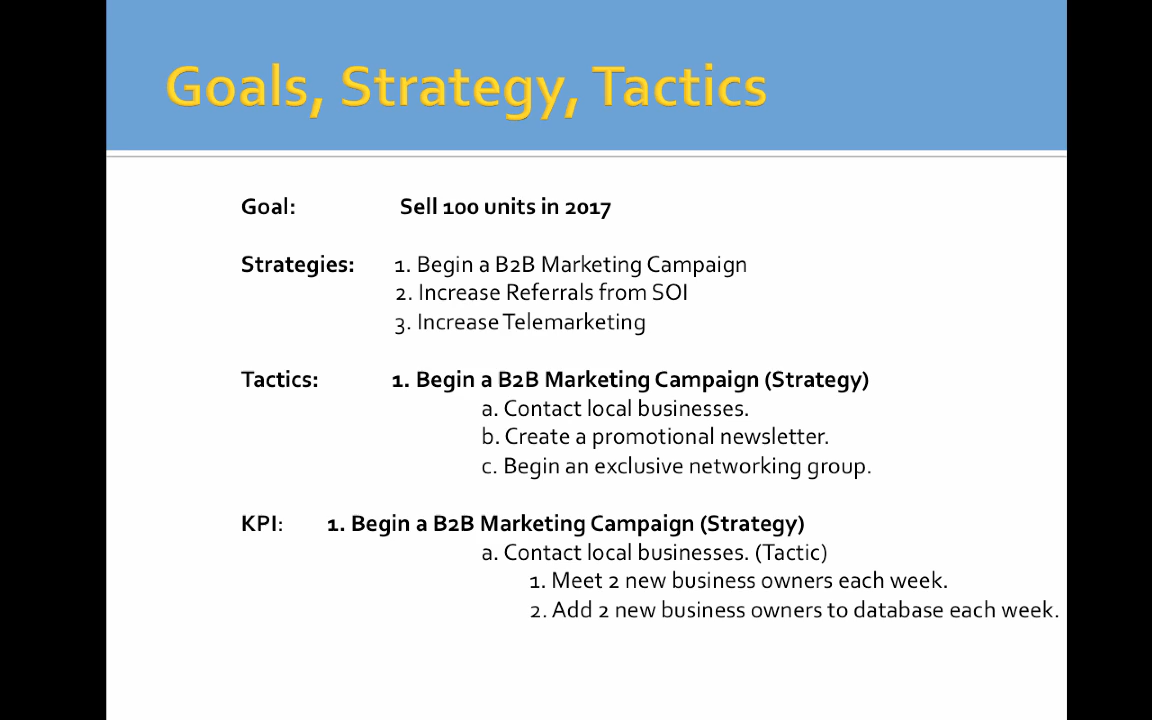 Goals, Strategy, Tactics
Goal: Sell 100 units in 2017
Strategies: 1. Begin a B2B Marketing Campaign
2. Increase Referrals from SOI
3. Increase Telemarketing
Tactics: 1. Begin a B2B Marketing Campaign (Strategy)
a. Contact local businesses.
b. Create a promotional newsletter.
c. Begin an exclusive networking group.
KPI: 1. Begin a B2B Marketing Campaign (Strategy)
a. Contact local businesses. (Tactic)
1. Meet 2 new business owners each week.
2. Add 2 new business owners to database each week.